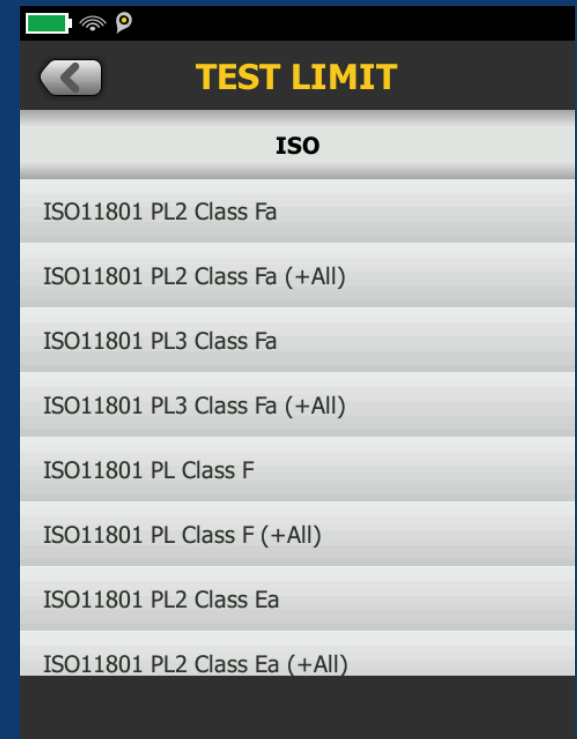 TEST LIMIT
ISO
ISO11801 PL2 Class Fa
ISO11801 PL2 Class Fa (+All)
ISO11801 PL3 Class Fa
ISO11801 PL3 Class Fa (+All)
ISO11801 PL Class F
ISO11801 PL Class F (+All)
ISO11801 PL2 Class Ea
ISO11801 PL2 Class Ea (+All)